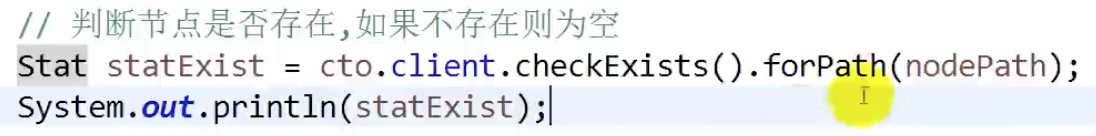 // 判断节点是否存在,如果不存在则为空
Stat statExist = cto.client.checkExists().forPath(nodePath);
System.out.println(statExist);